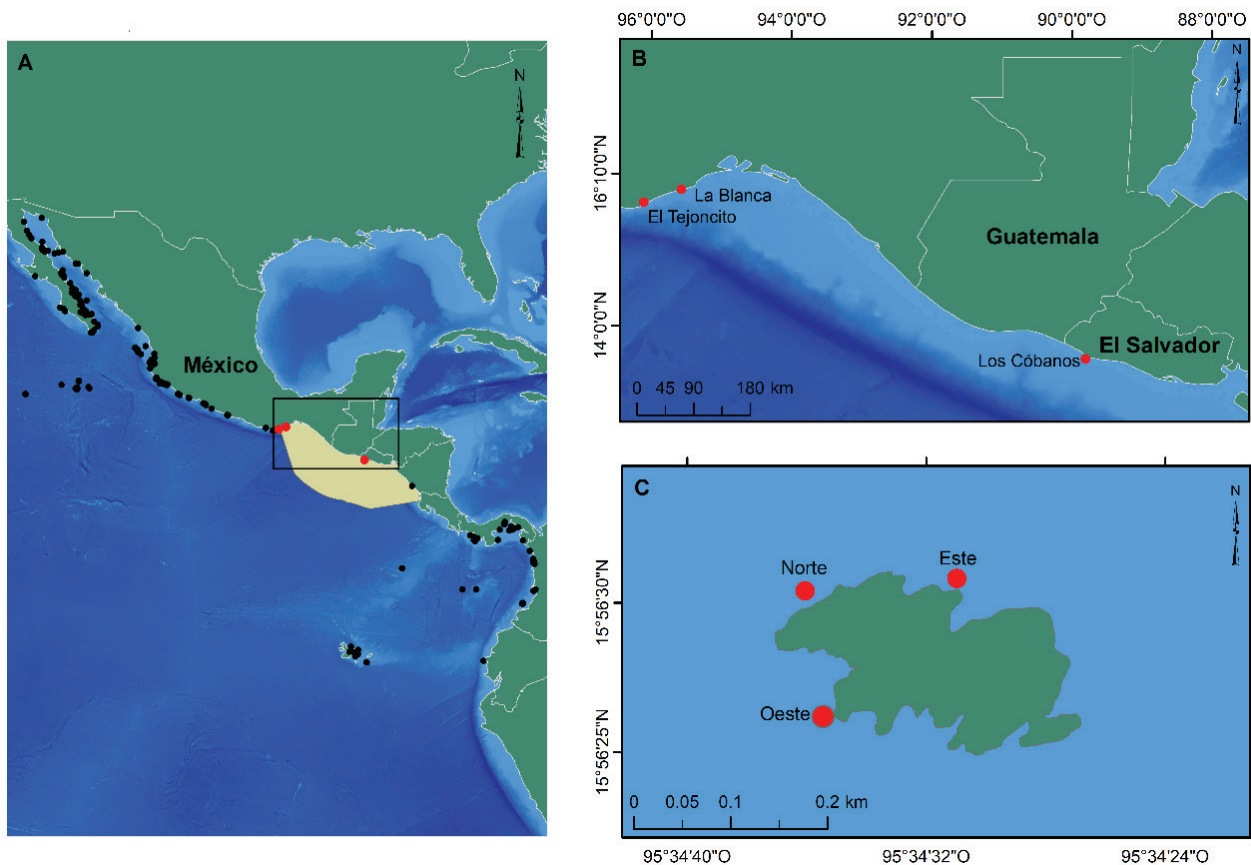 A
N
México
96°0'0"O
94°0'0"O
92°0'0"O
90°0'0"O
88°0'0"O
B
N
16°10'0"N
14°0'0"N
La Blanca
El Tejoncito
Guatemala
El Salvador
Los Cóbanos
0 45 90 180 km
C
N
Norte
Este
Oeste
15°56'30"N
15°56'25"N
0 0.05 0.1 0.2 km
95°34'40"O
95°34'32"O
95°34'24"O